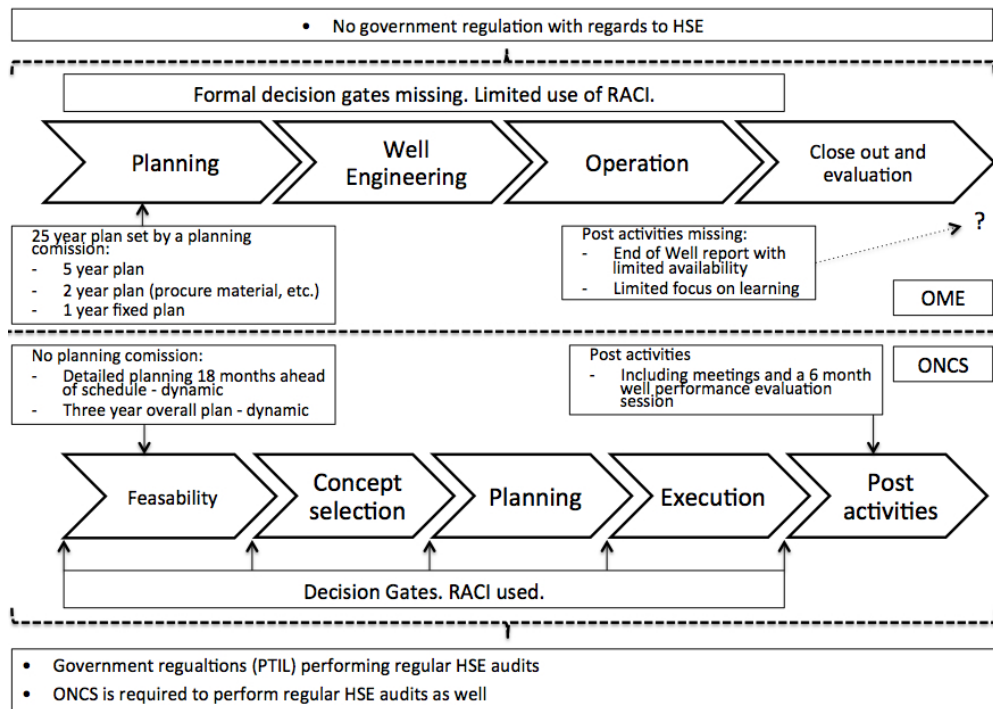 • No government regulation with regards to HSE
Formal decision gates missing. Limited use of RACI.
Planning
Well
Engineering
Operation
Close out and
evaluation
25 year plan set by a planning
comission:
- 5 year plan
- 2 year plan (procure material, etc.)
- 1 year fixed plan
Post activities missing:
- End of Well report with
limited availability
- Limited focus on learning
?
OME
No planning comission:
- Detailed planning 18 months ahead
of schedule - dynamic
- Three year overall plan - dynamic
Post activities
- Including meetings and a 6 month
well performance evaluation
session
ONCS
Feasability
Concept
selection
Planning
Execution
Post
activities
Decision Gates. RACI used.
• Government regualtions (PTIL) performing regular HSE audits
• ONCS is required to perform regular HSE audits as well